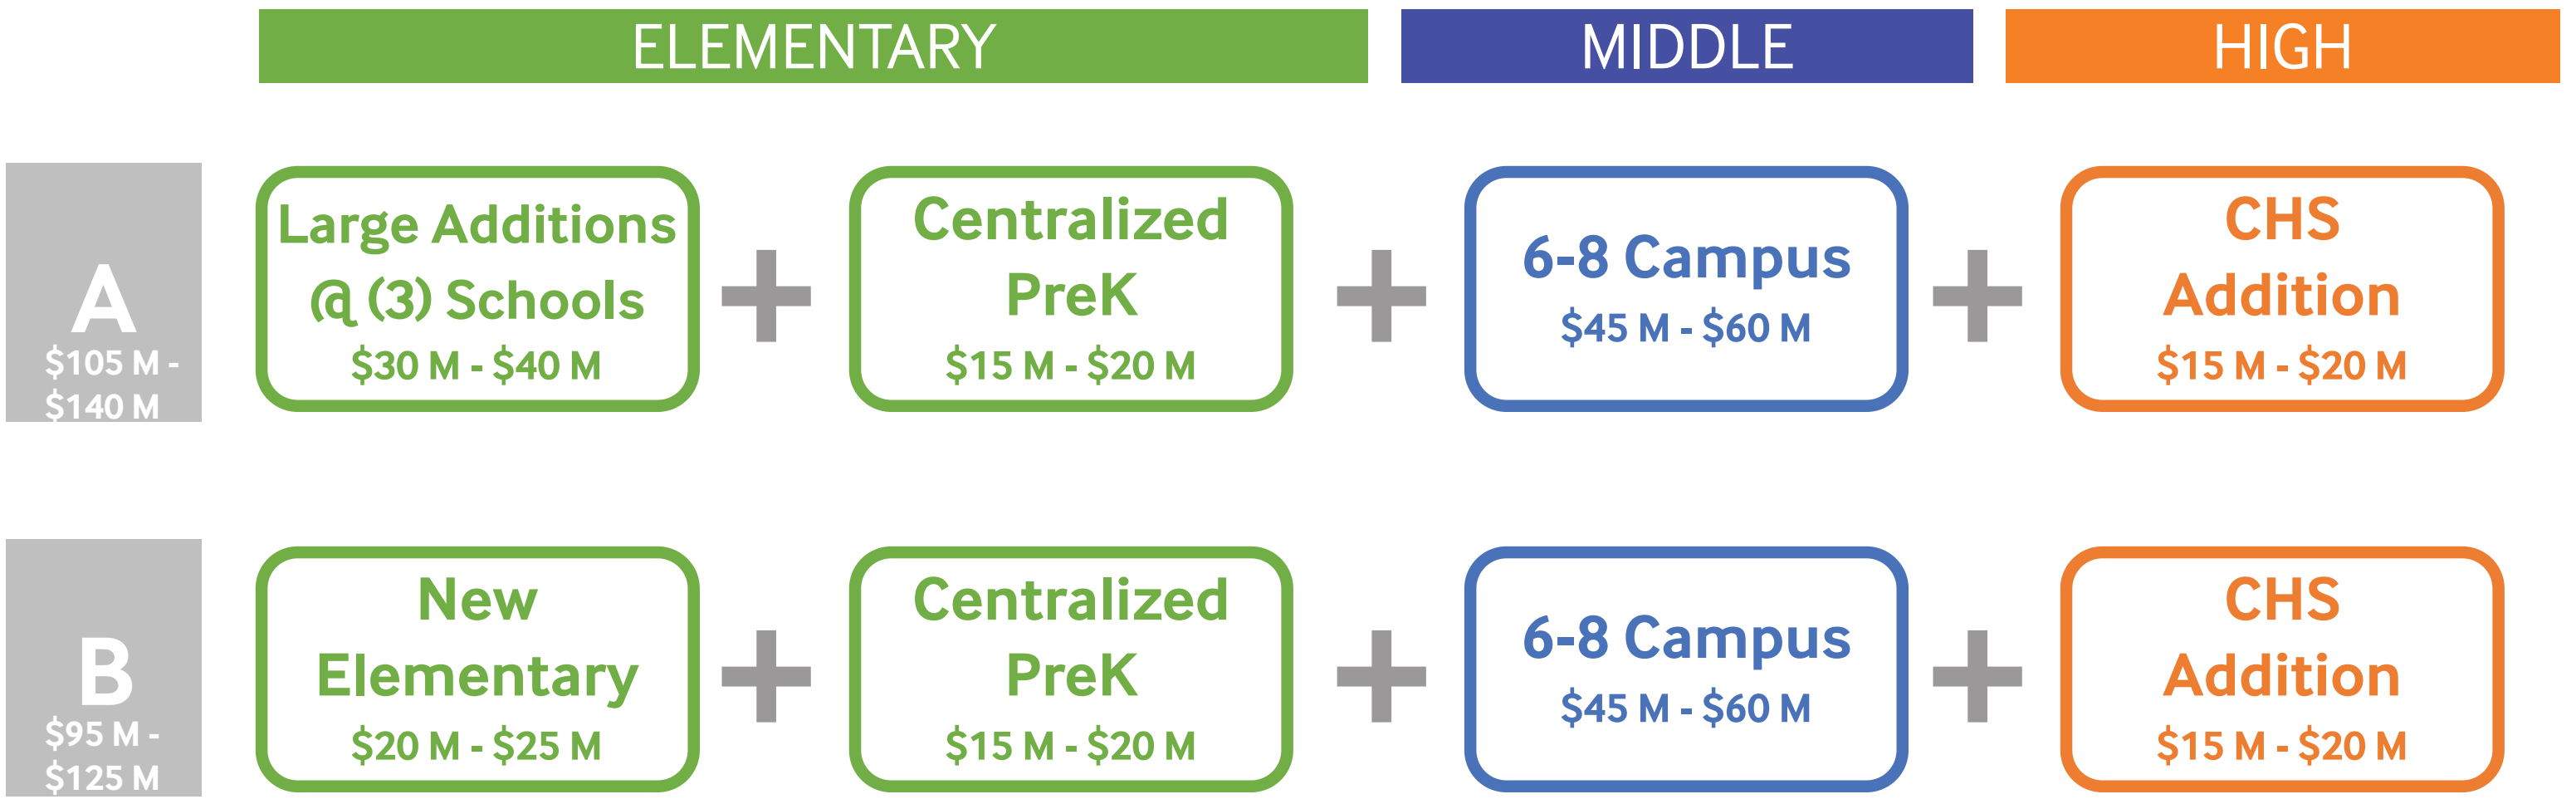 ELEMENTARY
MIDDLE
HIGH
A
$105 M -
$140 M
Large Additions
@ (3) Schools
$30 M - $40 M
+
Centralized
PreK
$15 M - $20 M
+
6-8 Campus
$45 M - $60 M
+
CHS
Addition
$15 M - $20 M
B
$95 M -
$125 M
New
Elementary
$20 M - $25 M
+
Centralized
PreK
$15 M - $20 M
+
6-8 Campus
$45 M - $60 M
+
CHS
Addition
$15 M - $20 M